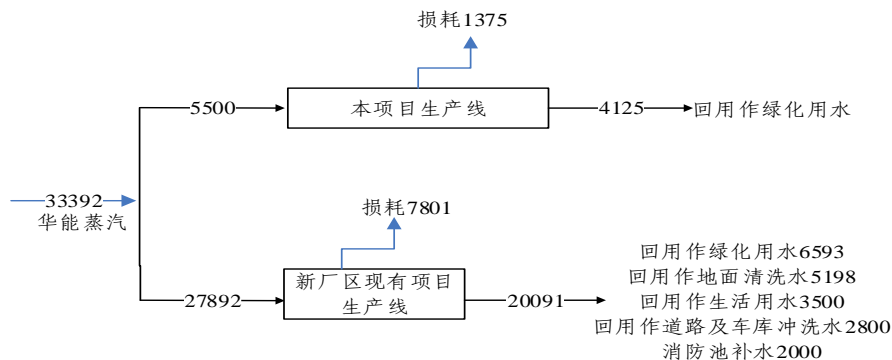 损耗1375
5500
本项目生产线
4125
回用作绿化用水
33392
华能蒸汽
损耗7801
27892
新厂区现有项目
生产线
20091
回用作绿化用水6593
回用作地面清洗水5198
回用作生活用水3500
回用作道路及车库冲洗水2800
消防池补水2000